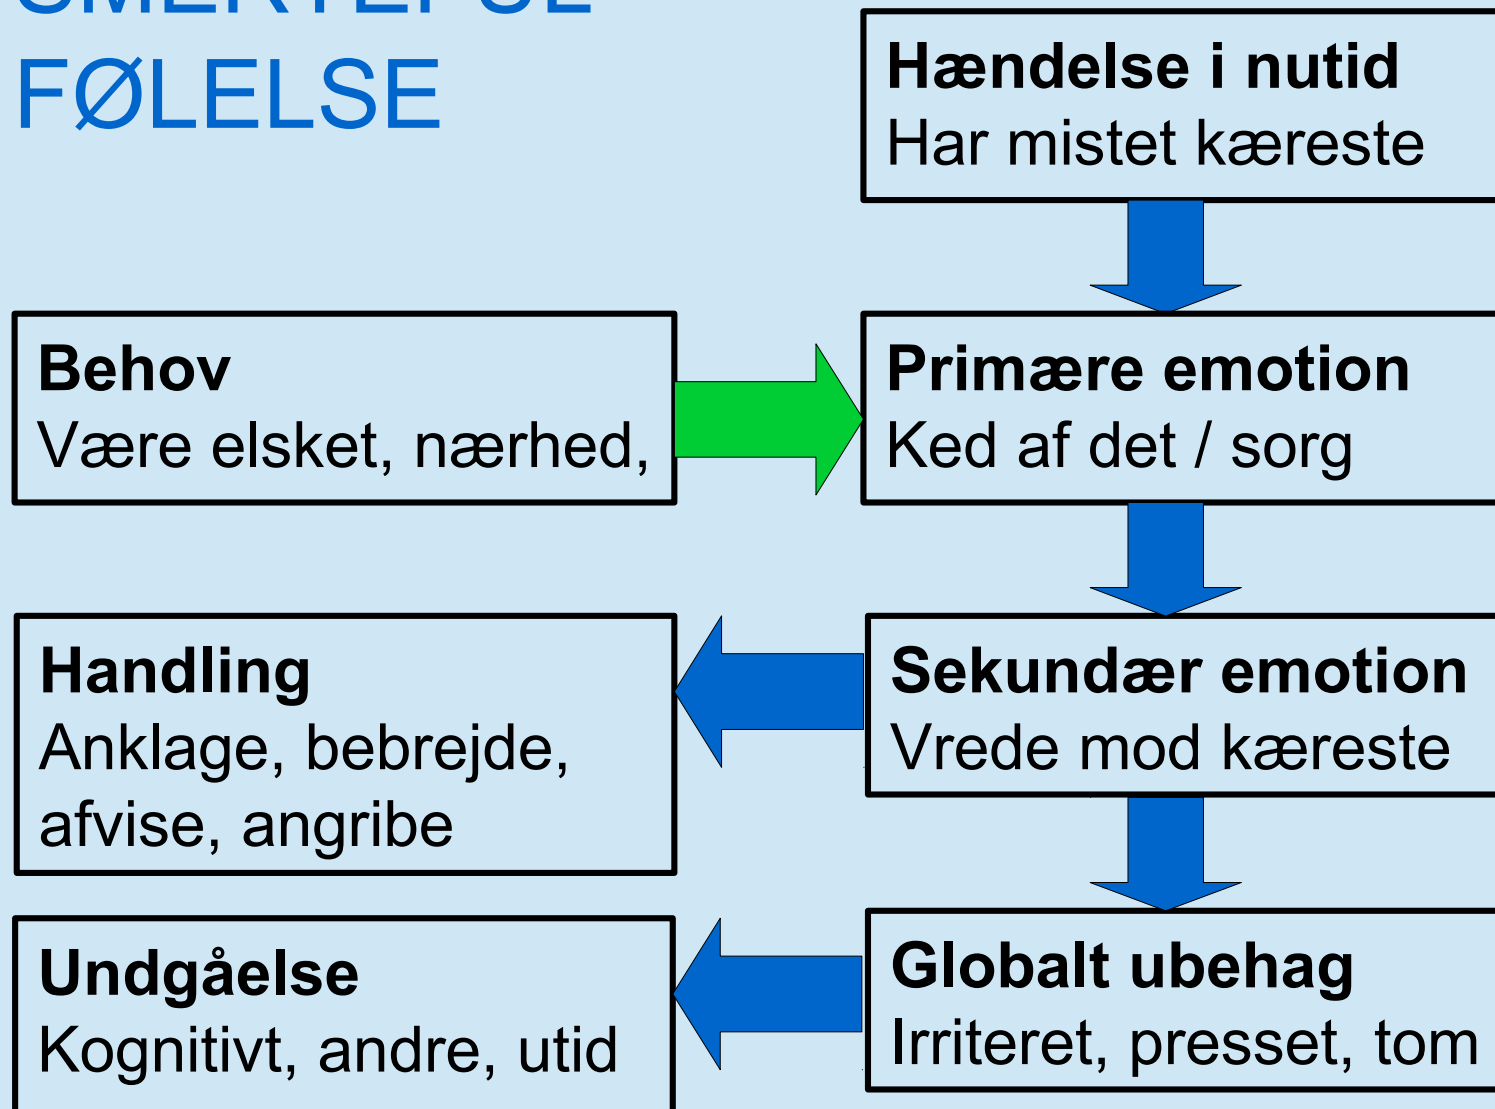 FØLELSE
Hændelse i nutid
Har mistet kæreste
Behov
Være elsket, nærhed,
Primære emotion
Ked af det / sorg
Handling
Anklage, bebrejde,
afvise, angribe
Sekundær emotion
Vrede mod kæreste
Undgåelse
Kognitivt, andre, utid
Globalt ubehag
Irriteret, presset, tom